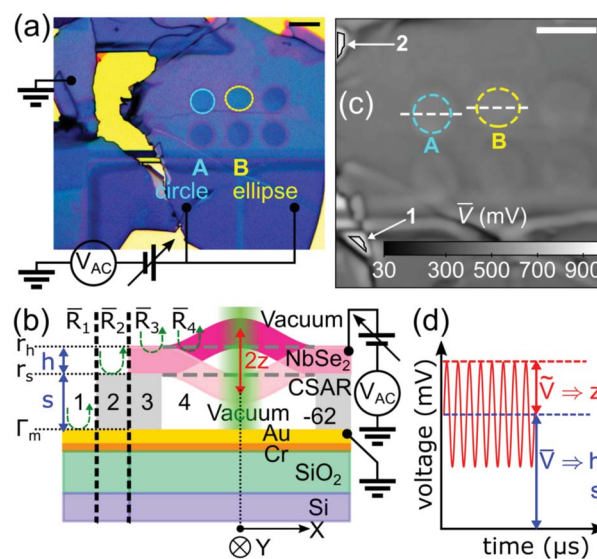 (a)
A
B
circle
ellipse
V_AC
(c)
2
A
B
1
V̅ (mV)
30
500
700
900
(b)
R̅₁ R̅₂ R̅₃ R̅₄
Vacuum
r_h
h
2z
NbSe₂
r_s
CSAR
s
1
2
3
4
Vacuum
-62
V_AC
Γ_m
Au
Cr
SiO₂
Si
X
⊗ Y
(d)
voltage (mV)
Ṽ ⇒ z
V̅ ⇒ h
s
time (µs)